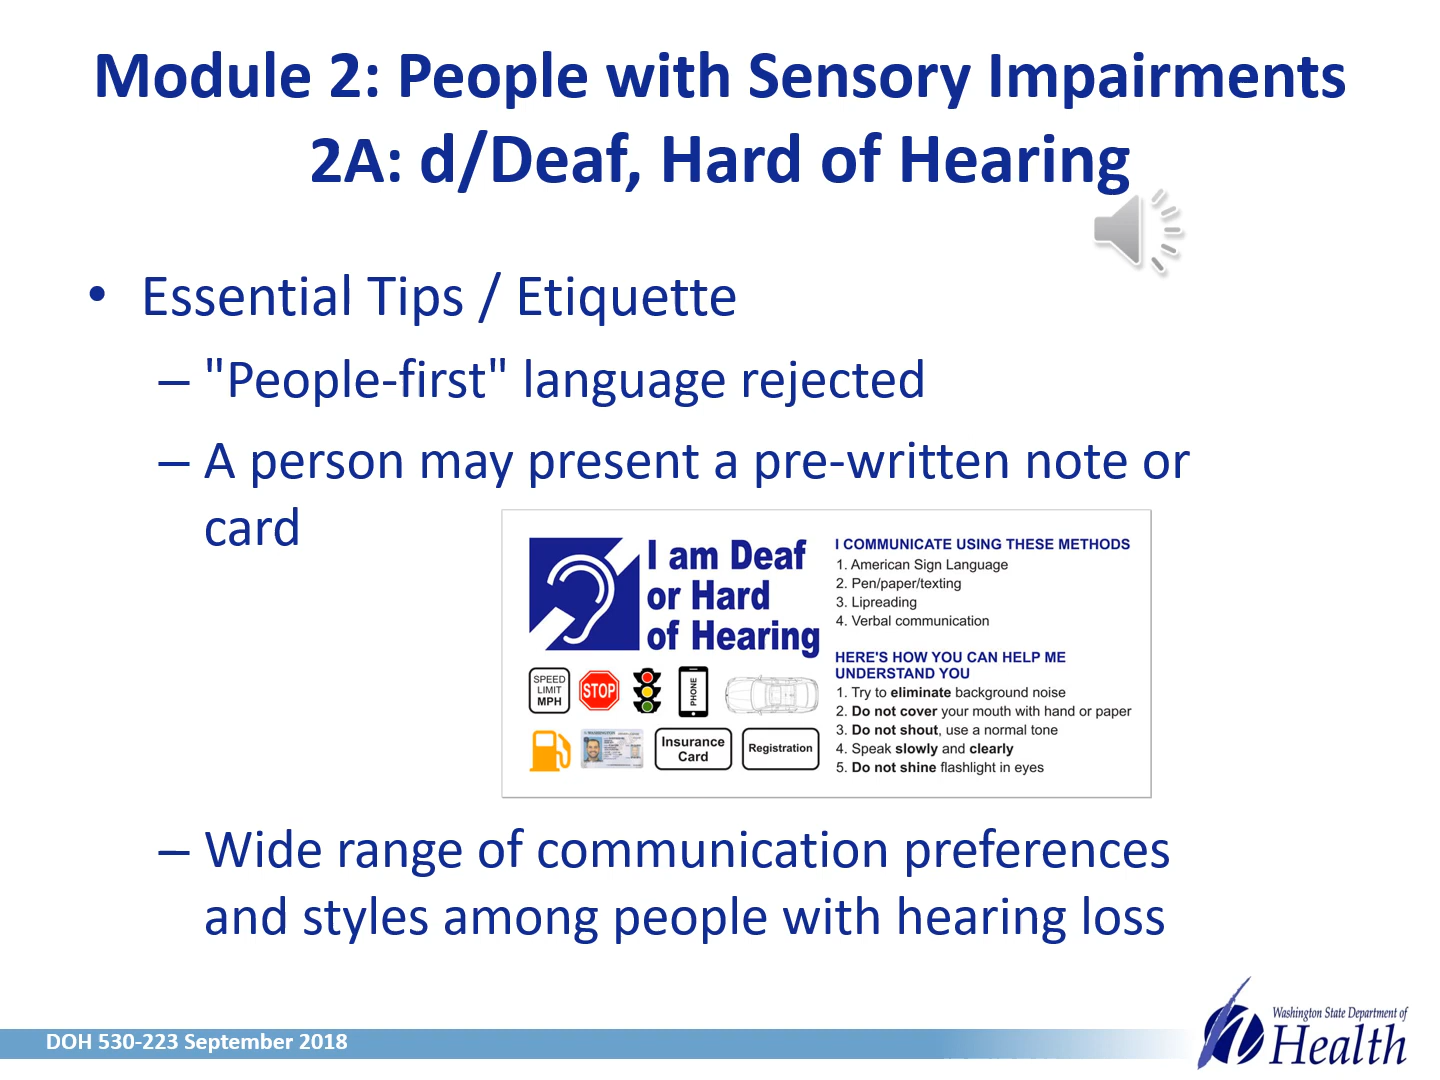 Module 2: People with Sensory Impairments
2A: d/Deaf, Hard of Hearing
• Essential Tips / Etiquette
– "People-first" language rejected
– A person may present a pre-written note or
card
I am Deaf
or Hard
of Hearing
SPEED
LIMIT
MPH
STOP
PHONE
Insurance
Card
Registration
I COMMUNICATE USING THESE METHODS
1. American Sign Language
2. Pen/paper/texting
3. Lipreading
4. Verbal communication
HERE'S HOW YOU CAN HELP ME
UNDERSTAND YOU
1. Try to eliminate background noise
2. Do not cover your mouth with hand or paper
3. Do not shout, use a normal tone
4. Speak slowly and clearly
5. Do not shine flashlight in eyes
– Wide range of communication preferences
and styles among people with hearing loss
DOH 530-223 September 2018
Washington State Department of
Health